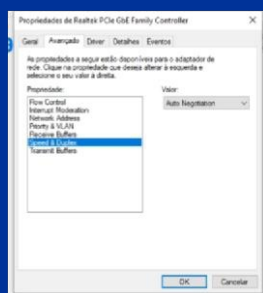 Propriedades de Realtek PCIe GbE Family Controller
Geral Avançado Driver Detalhes Eventos
As propriedades a seguir estão disponíveis para o adaptador de
rede. Clique na propriedade que deseja alterar à esquerda e
selecione o seu valor à direita.
Propriedade: Valor:
Flow Control Auto Negotiation
Interrupt Moderation
Network Address
Priority & VLAN
Receive Buffers
Speed & Duplex
Transmit Buffers
OK Cancelar